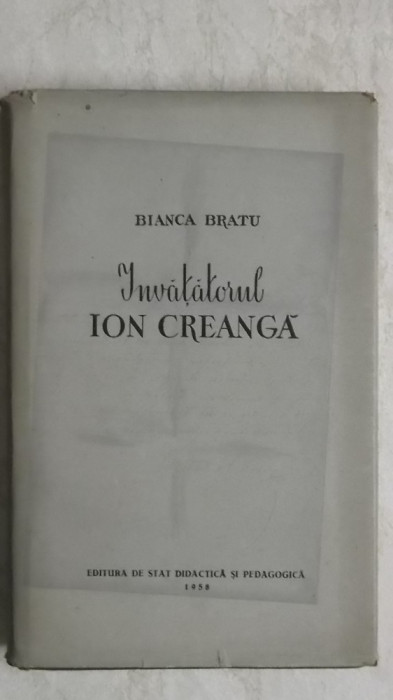 BIANCA BRATU
Învățătorul
ION CREANGĂ
EDITURA DE STAT DIDACTICĂ ȘI PEDAGOGICĂ
1958